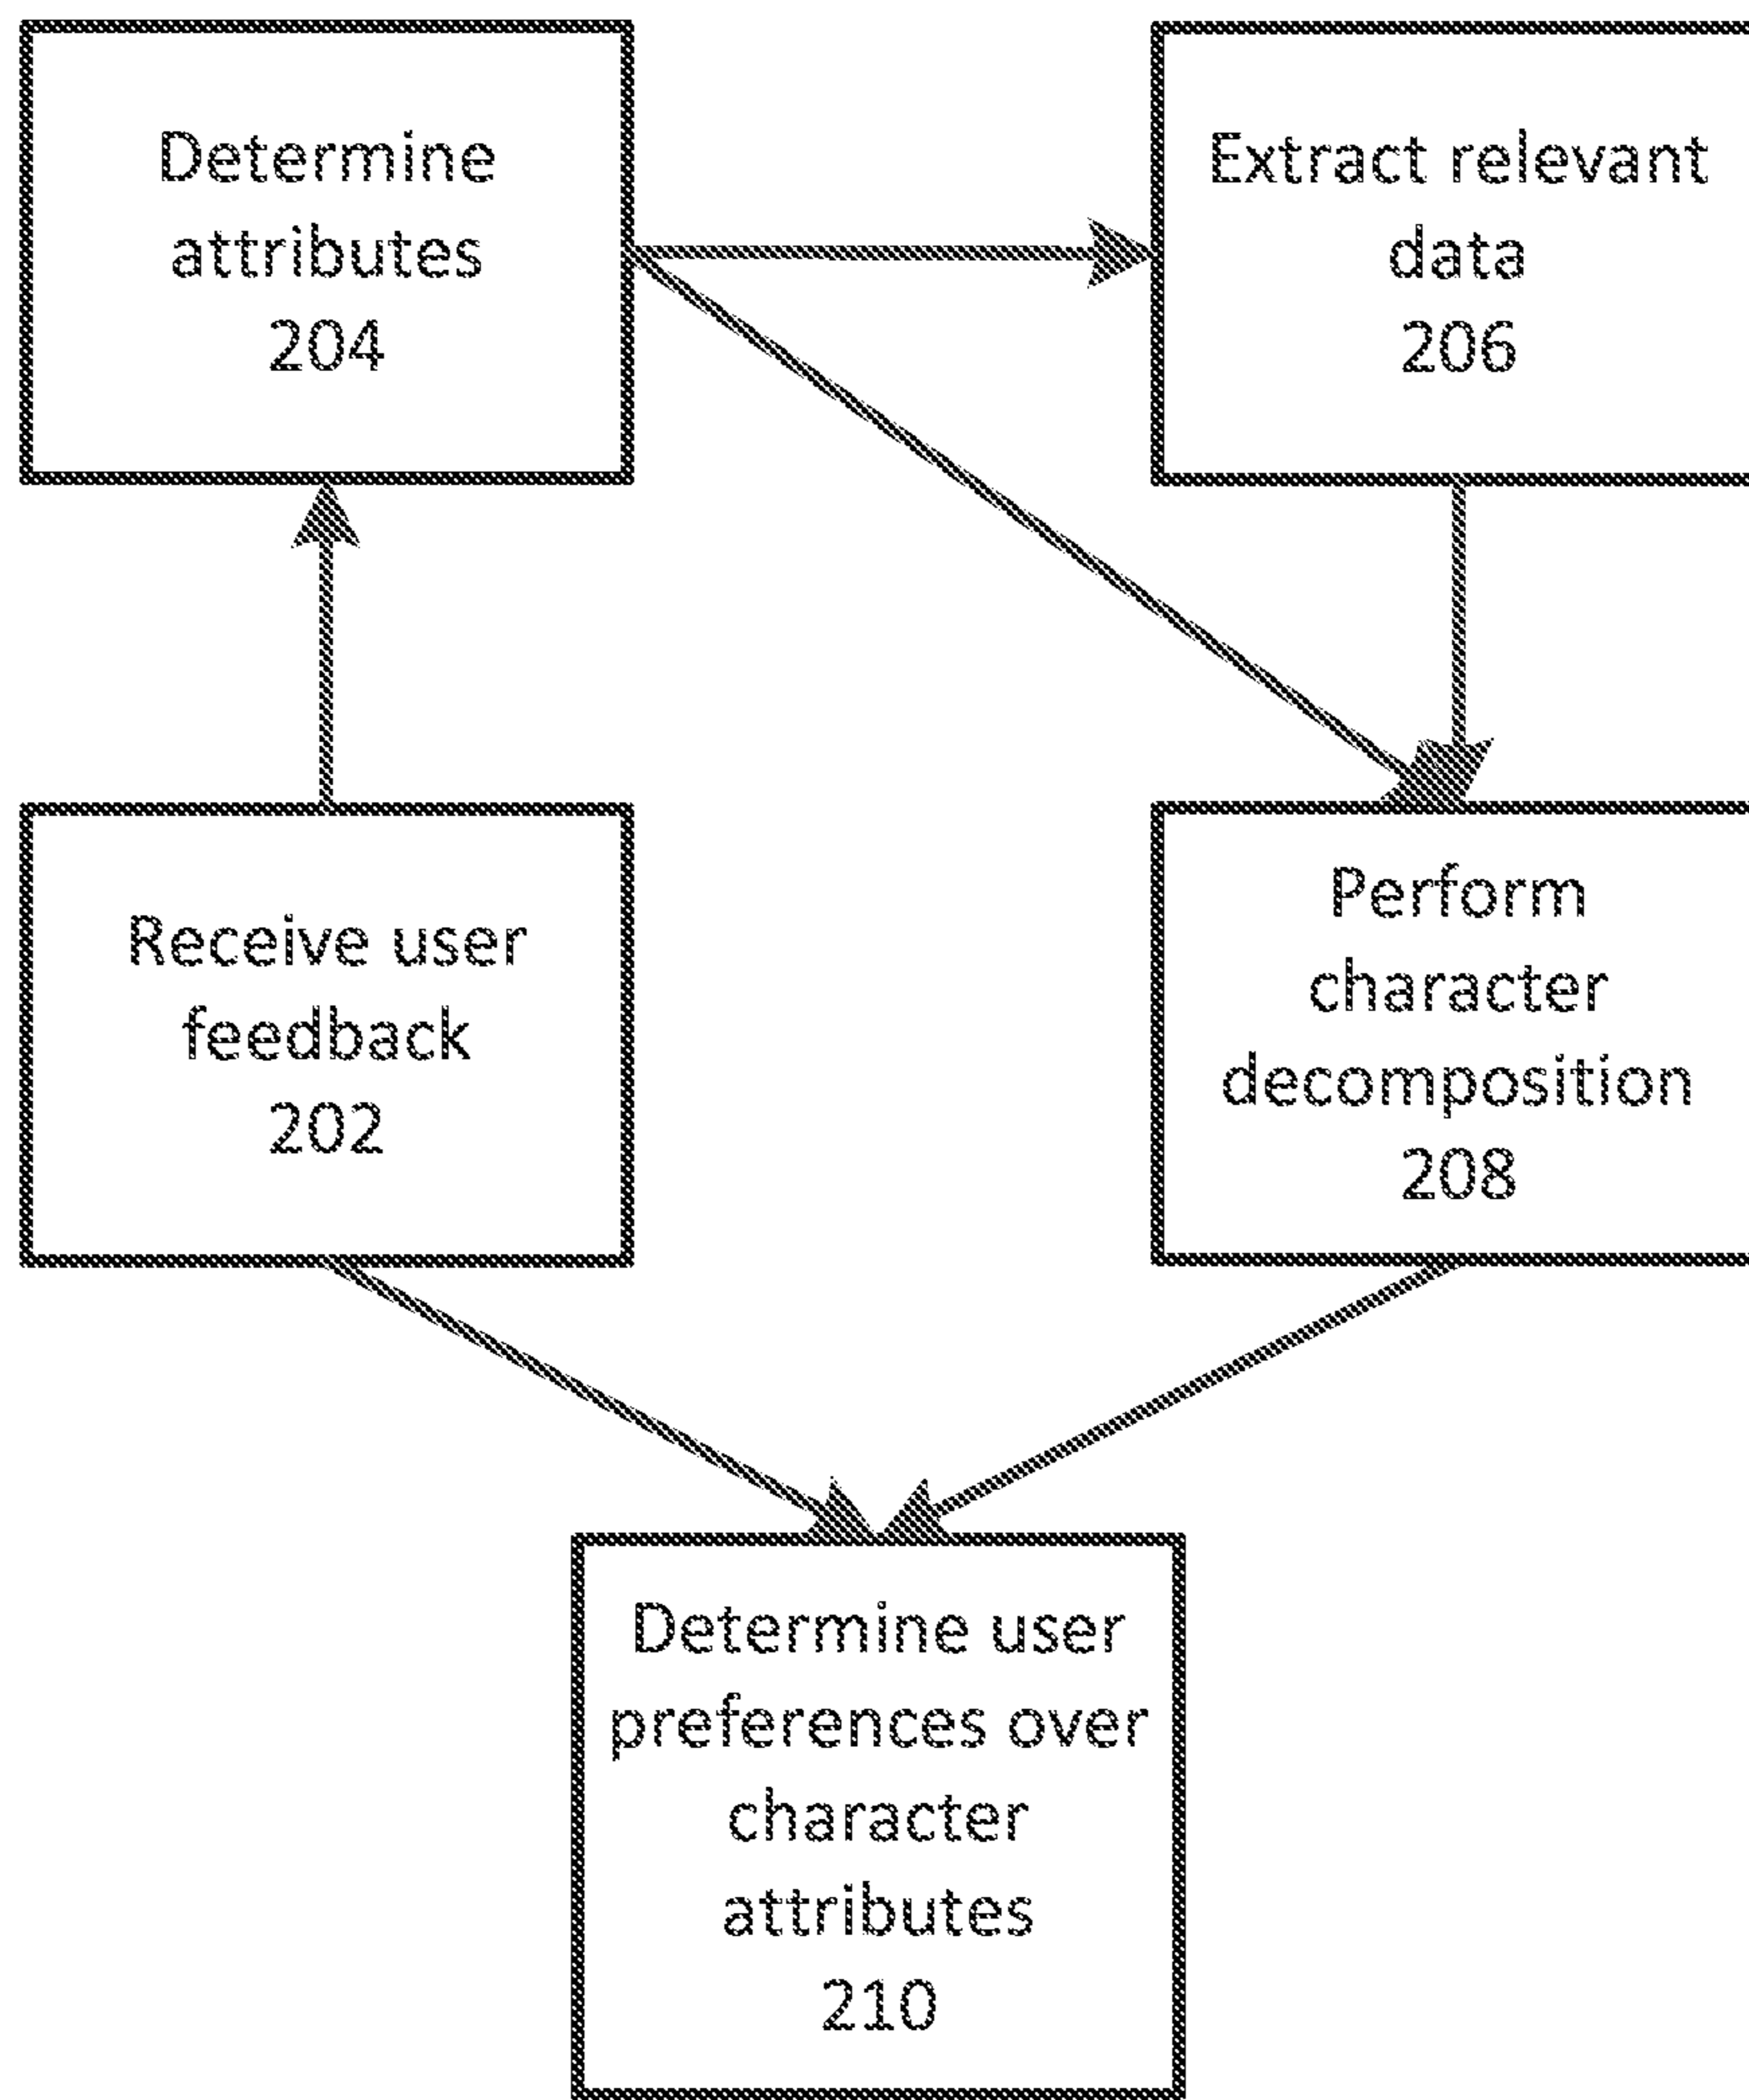 Determine
attributes
204
Extract relevant
data
206
Receive user
feedback
202
Perform
character
decomposition
208
Determine user
preferences over
character
attributes
210